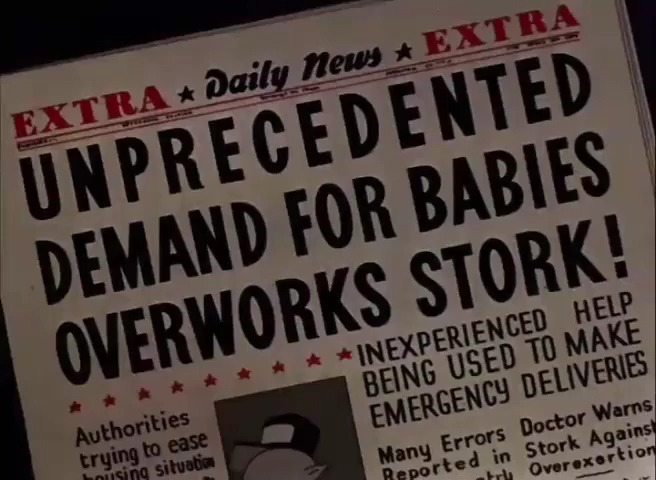 EXTRA ★ Daily News ★ EXTRA
UNPRECEDENTED
DEMAND FOR BABIES
OVERWORKS STORK!
INEXPERIENCED HELP
BEING USED TO MAKE
EMERGENCY DELIVERIES
Authorities
trying to ease
housing situation
Many Errors
Reported in
Doctor Warns
Stork Against
Overexertion